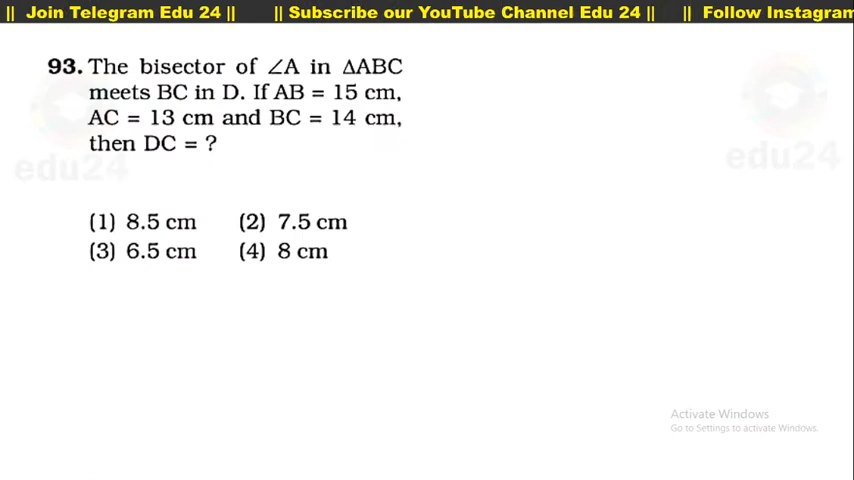 || Join Telegram Edu 24 || || Subscribe our YouTube Channel Edu 24 || || Follow Instagram
93. The bisector of ∠A in ΔABC
meets BC in D. If AB = 15 cm,
AC = 13 cm and BC = 14 cm,
then DC = ?
edu24
edu24
(1) 8.5 cm (2) 7.5 cm
(3) 6.5 cm (4) 8 cm
Activate Windows
Go to Settings to activate Windows.